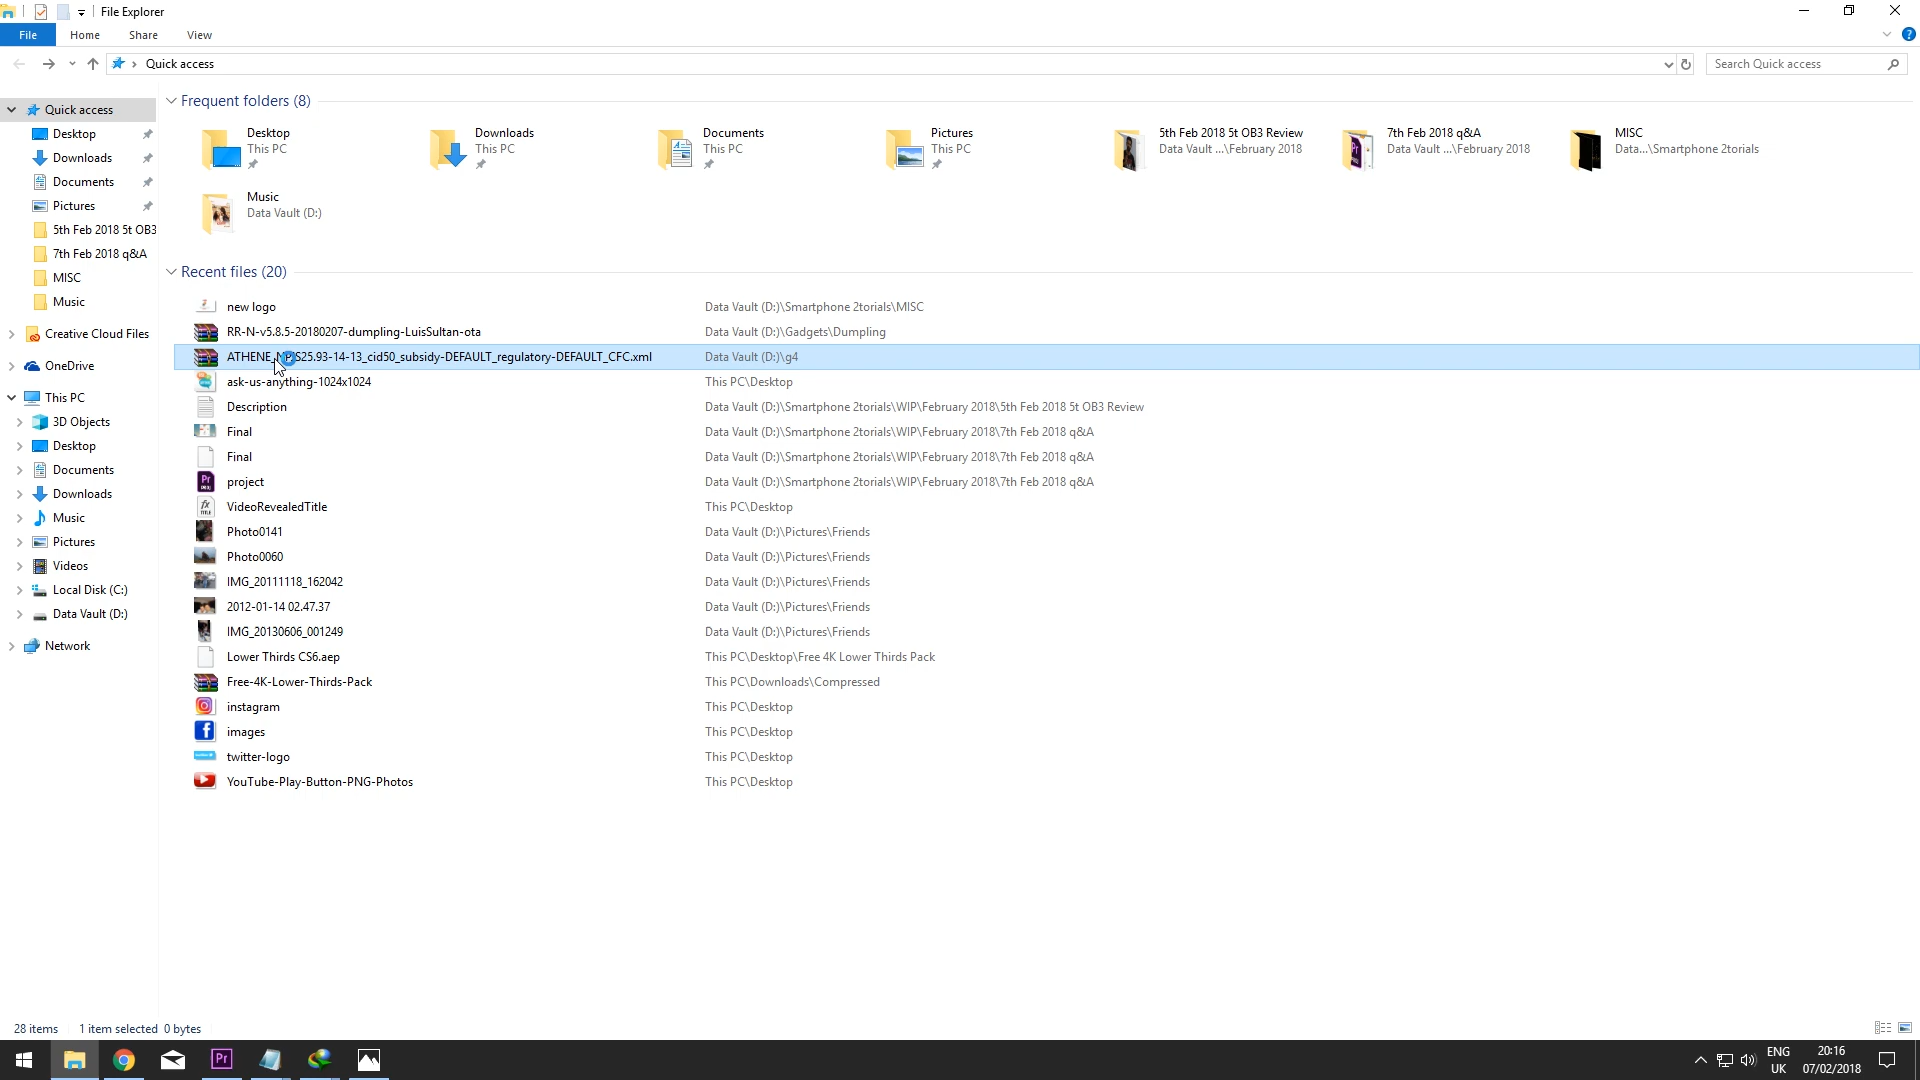 File Explorer
File Home Share View
Quick access
Search Quick access
Quick access
Desktop
Downloads
Documents
Pictures
5th Feb 2018 5t OB3
7th Feb 2018 q&A
MISC
Music
Creative Cloud Files
OneDrive
This PC
3D Objects
Desktop
Documents
Downloads
Music
Pictures
Videos
Local Disk (C:)
Data Vault (D:)
Network
Frequent folders (8)
Desktop
This PC
Downloads
This PC
Documents
This PC
Pictures
This PC
5th Feb 2018 5t OB3 Review
Data Vault ...\February 2018
7th Feb 2018 q&A
Data Vault ...\February 2018
MISC
Data...\Smartphone 2torials
Music
Data Vault (D:)
Recent files (20)
new logo Data Vault (D:)\Smartphone 2torials\MISC
RR-N-v5.8.5-20180207-dumpling-LuisSultan-ota Data Vault (D:)\Gadgets\Dumpling
S25.93-14-13_cid50_subsidy-DEFAULT_regulatory-DEFAULT_CFC.xml Data Vault (D:)\g4
ask-us-anything-1024x1024 This PC\Desktop
Description Data Vault (D:)\Smartphone 2torials\WIP\February 2018\5th Feb 2018 5t OB3 Review
Final Data Vault (D:)\Smartphone 2torials\WIP\February 2018\7th Feb 2018 q&A
Final Data Vault (D:)\Smartphone 2torials\WIP\February 2018\7th Feb 2018 q&A
project Data Vault (D:)\Smartphone 2torials\WIP\February 2018\7th Feb 2018 q&A
VideoRevealedTitle This PC\Desktop
Photo0141 Data Vault (D:)\Pictures\Friends
Photo0060 Data Vault (D:)\Pictures\Friends
IMG_20111118_162042 Data Vault (D:)\Pictures\Friends
2012-01-14 02.47.37 Data Vault (D:)\Pictures\Friends
IMG_20130606_001249 Data Vault (D:)\Pictures\Friends
Lower Thirds CS6.aep This PC\Desktop\Free 4K Lower Thirds Pack
Free-4K-Lower-Thirds-Pack This PC\Downloads\Compressed
instagram This PC\Desktop
images This PC\Desktop
twitter-logo This PC\Desktop
YouTube-Play-Button-PNG-Photos This PC\Desktop
28 items 1 item selected 0 bytes
Pr
ENG
UK
20:16
07/02/2018